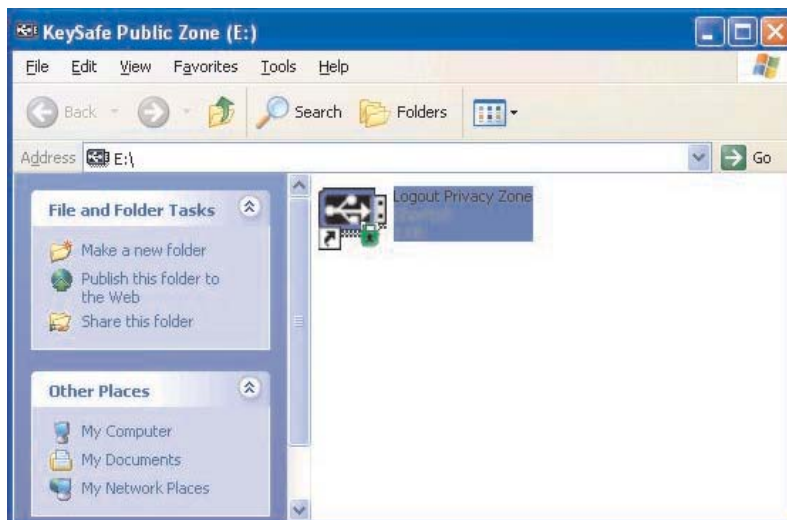 KeySafe Public Zone (E:)
File Edit View Favorites Tools Help
Back Search Folders
Address E:\ Go
File and Folder Tasks
Make a new folder
Publish this folder to
the Web
Share this folder
Other Places
My Computer
My Documents
My Network Places
Logout Privacy Zone